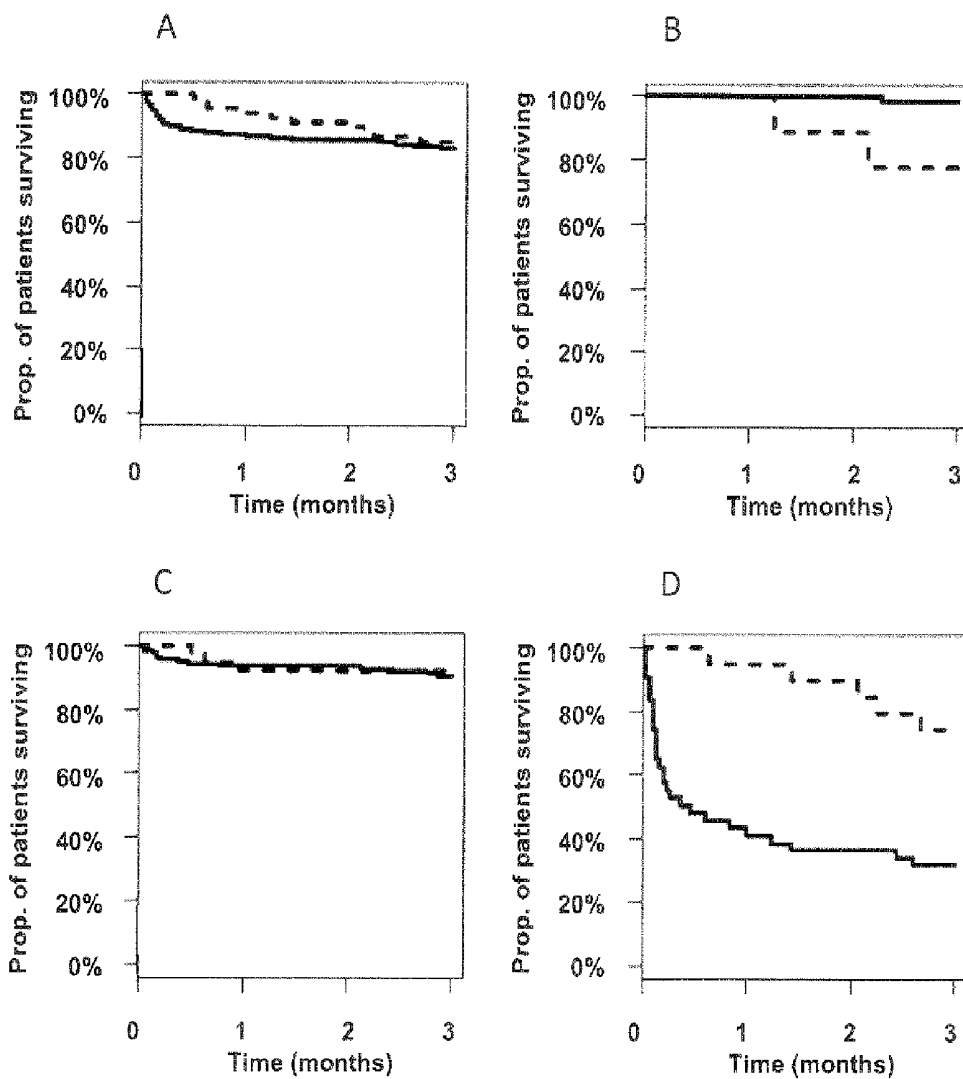 A
Prop. of patients surviving
100%
80%
60%
40%
20%
0%
0 1 2 3
Time (months)
B
Prop. of patients surviving
100%
80%
60%
40%
20%
0%
0 1 2 3
Time (months)
C
Prop. of patients surviving
100%
80%
60%
40%
20%
0%
0 1 2 3
Time (months)
D
Prop. of patients surviving
100%
80%
60%
40%
20%
0%
0 1 2 3
Time (months)